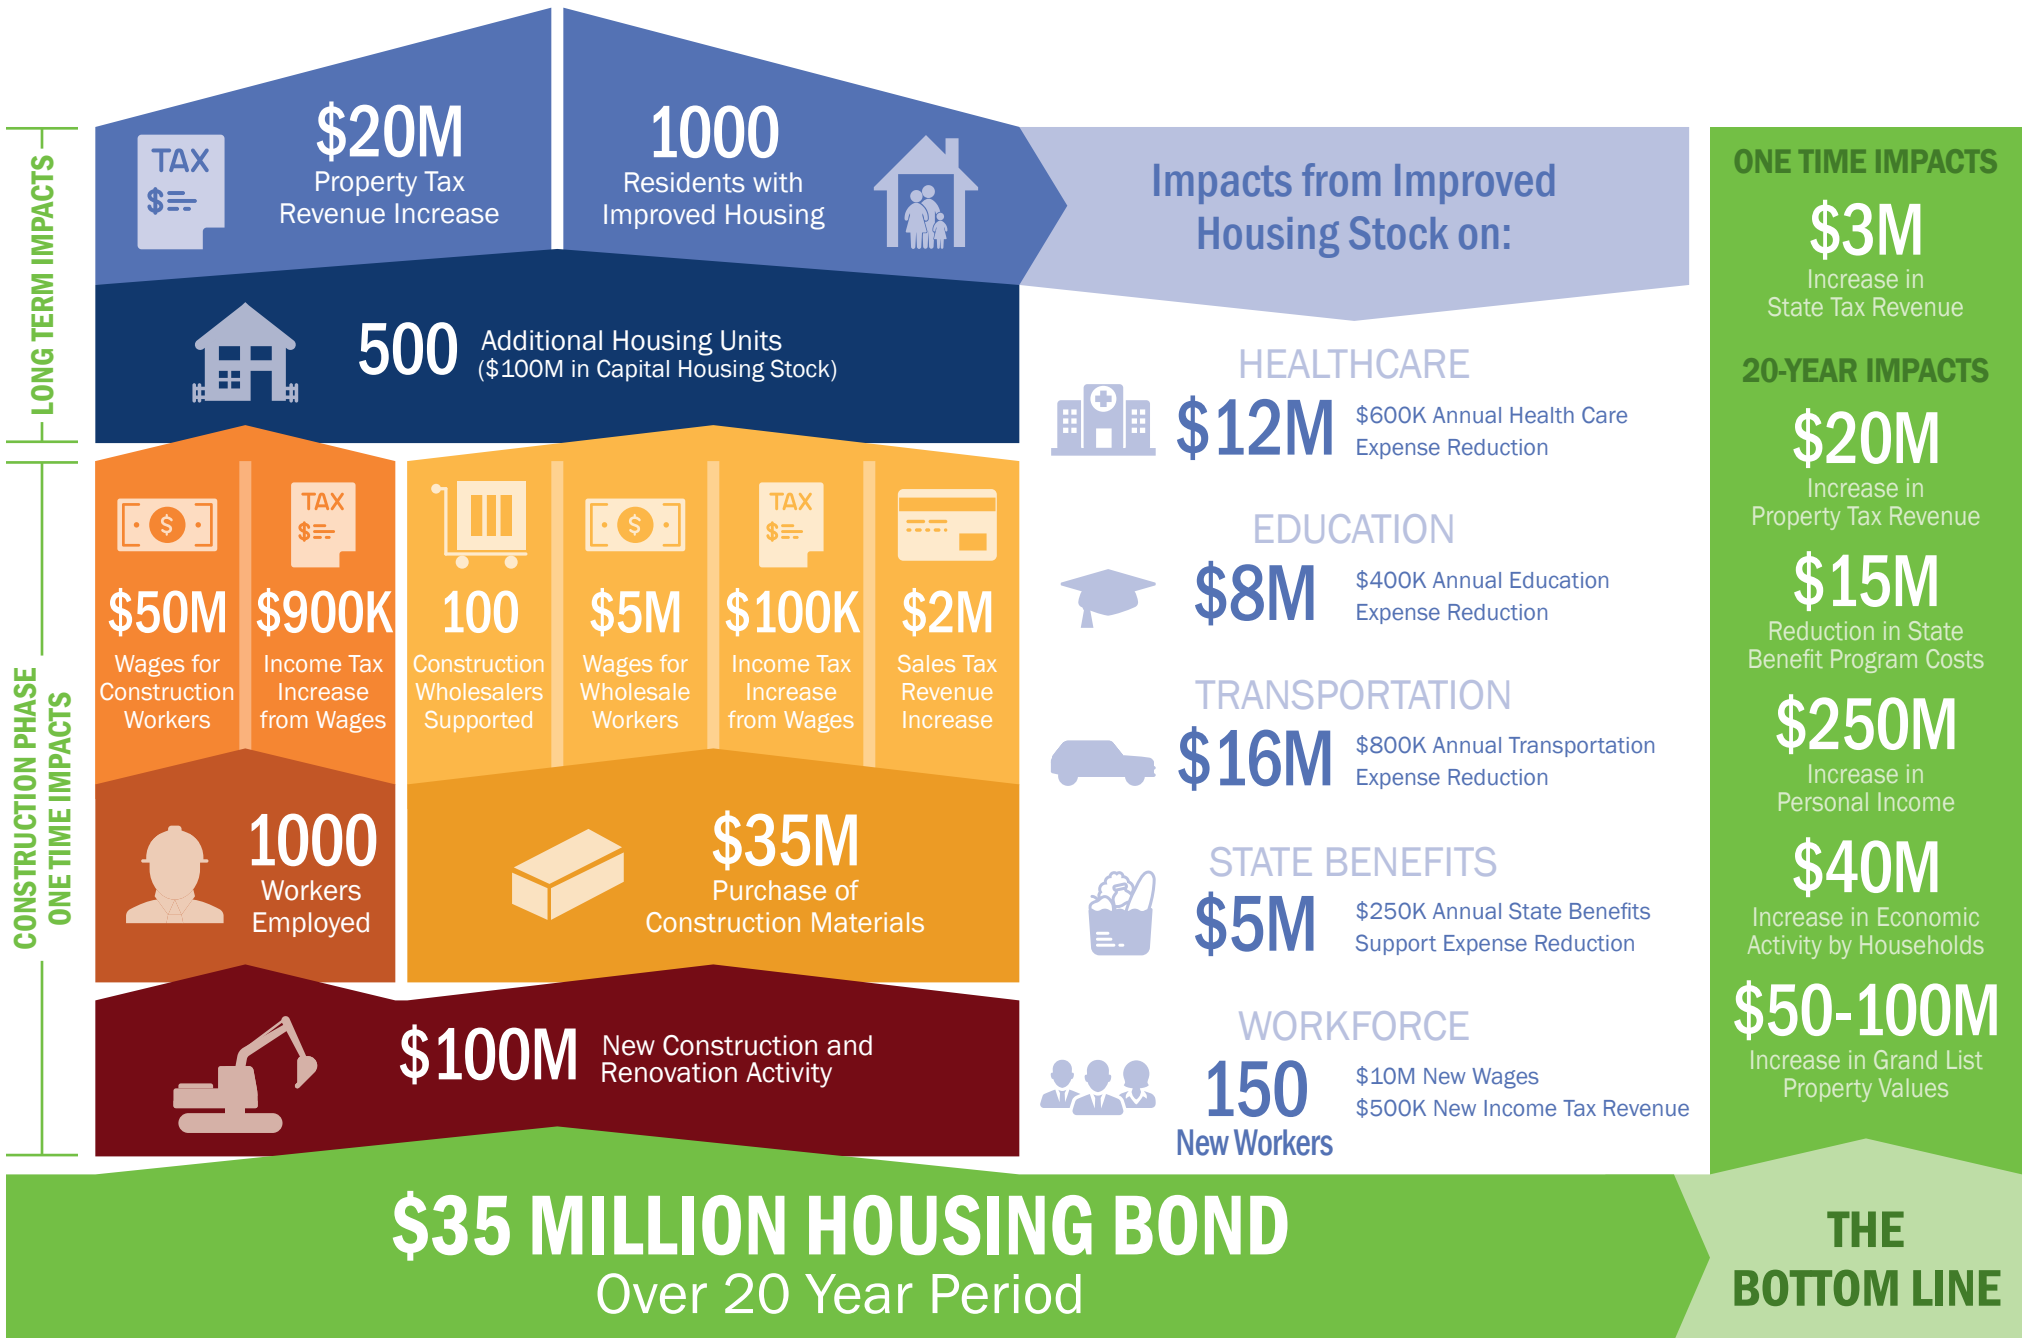 LONG TERM IMPACTS
TAX
$
$20M
Property Tax
Revenue Increase
1000
Residents with
Improved Housing
500
Additional Housing Units
($100M in Capital Housing Stock)
CONSTRUCTION PHASE
ONE TIME IMPACTS
$
$50M
Wages for
Construction
Workers
TAX
$
$900K
Income Tax
Increase
from Wages
100
Construction
Wholesalers
Supported
$
$5M
Wages for
Wholesale
Workers
TAX
$
$100K
Income Tax
Increase
from Wages
$2M
Sales Tax
Revenue
Increase
1000
Workers
Employed
$35M
Purchase of
Construction Materials
$100M
New Construction and
Renovation Activity
Impacts from Improved
Housing Stock on:
HEALTHCARE
$12M
$600K Annual Health Care
Expense Reduction
EDUCATION
$8M
$400K Annual Education
Expense Reduction
TRANSPORTATION
$16M
$800K Annual Transportation
Expense Reduction
STATE BENEFITS
$5M
$250K Annual State Benefits
Support Expense Reduction
WORKFORCE
150
New Workers
$10M New Wages
$500K New Income Tax Revenue
ONE TIME IMPACTS
$3M
Increase in
State Tax Revenue
20-YEAR IMPACTS
$20M
Increase in
Property Tax Revenue
$15M
Reduction in State
Benefit Program Costs
$250M
Increase in
Personal Income
$40M
Increase in Economic
Activity by Households
$50-100M
Increase in Grand List
Property Values
$35 MILLION HOUSING BOND
Over 20 Year Period
THE
BOTTOM LINE